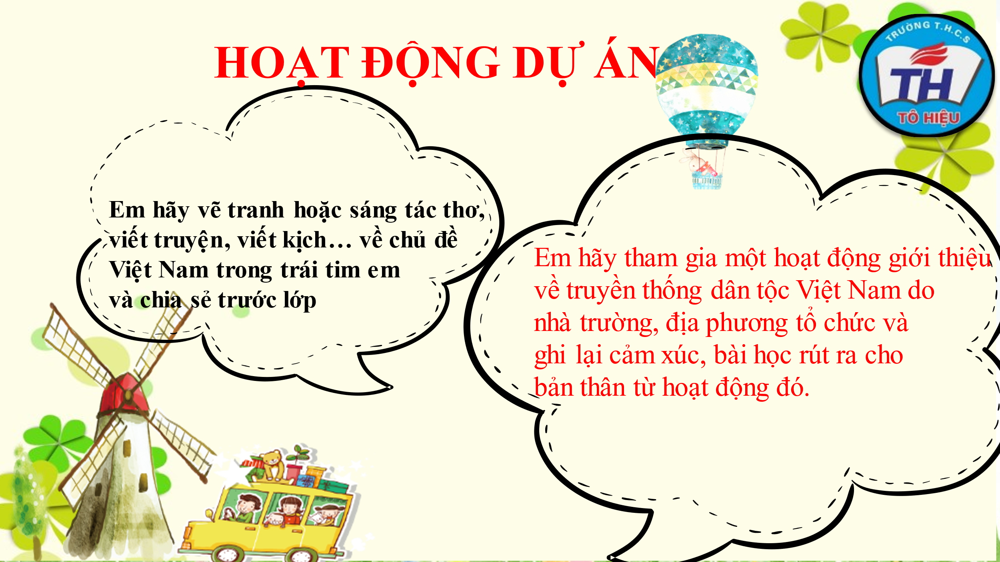 HOẠT ĐỘNG DỰ ÁN
TRƯỜNG T.H.C.S
TH
TÔ HIỆU
Em hãy vẽ tranh hoặc sáng tác thơ,
viết truyện, viết kịch… về chủ đề
Việt Nam trong trái tim em
và chia sẻ trước lớp
Em hãy tham gia một hoạt động giới thiệu
về truyền thống dân tộc Việt Nam do
nhà trường, địa phương tổ chức và
ghi lại cảm xúc, bài học rút ra cho
bản thân từ hoạt động đó.